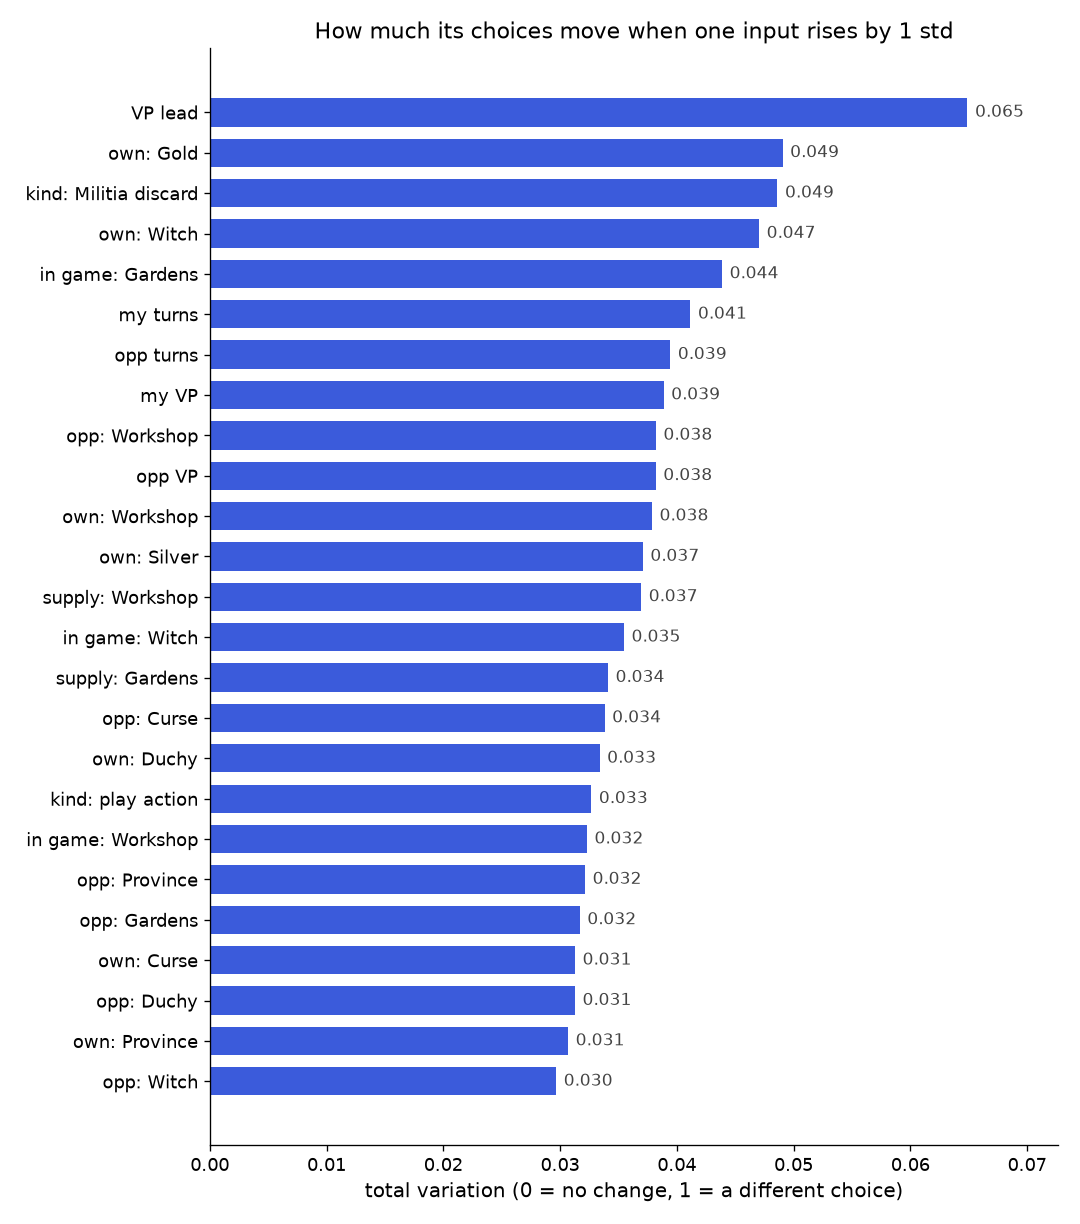 How much its choices move when one input rises by 1 std
VP lead 0.065
own: Gold 0.049
kind: Militia discard 0.049
own: Witch 0.047
in game: Gardens 0.044
my turns 0.041
opp turns 0.039
my VP 0.039
opp: Workshop 0.038
opp VP 0.038
own: Workshop 0.038
own: Silver 0.037
supply: Workshop 0.037
in game: Witch 0.035
supply: Gardens 0.034
opp: Curse 0.034
own: Duchy 0.033
kind: play action 0.033
in game: Workshop 0.032
opp: Province 0.032
opp: Gardens 0.032
own: Curse 0.031
opp: Duchy 0.031
own: Province 0.031
opp: Witch 0.030
0.00 0.01 0.02 0.03 0.04 0.05 0.06 0.07
total variation (0 = no change, 1 = a different choice)